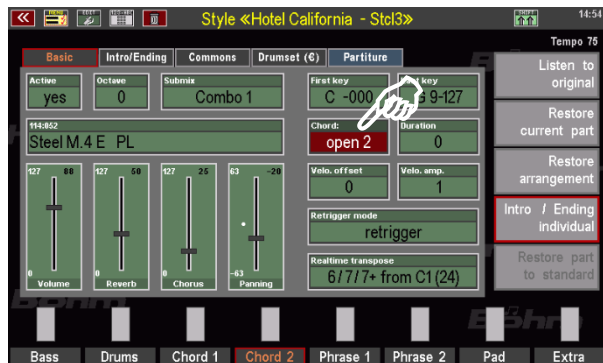 Style «Hotel California - Stcl3»
14:54
Tempo 75
Basic Intro/Ending Commons Drumset (€) Partiture
Active Octave Submix First key
yes 0 Combo 1 C -000 G 9-127
114:052 Chord: Duration
Steel M.4 E PL open 2 0
127 88 127 50 127 25 63 -20 Velo. offset Velo. amp.
0 1
Retrigger mode
retrigger
Realtime transpose
0 0 0 -63 6/7/7+ from C1 (24)
Volume Reverb Chorus Panning
Listen to
original
Restore
current part
Restore
arrangement
Intro / Ending
individual
Restore part
to standard
Böhm
Bass Drums Chord 1 Chord 2 Phrase 1 Phrase 2 Pad Extra